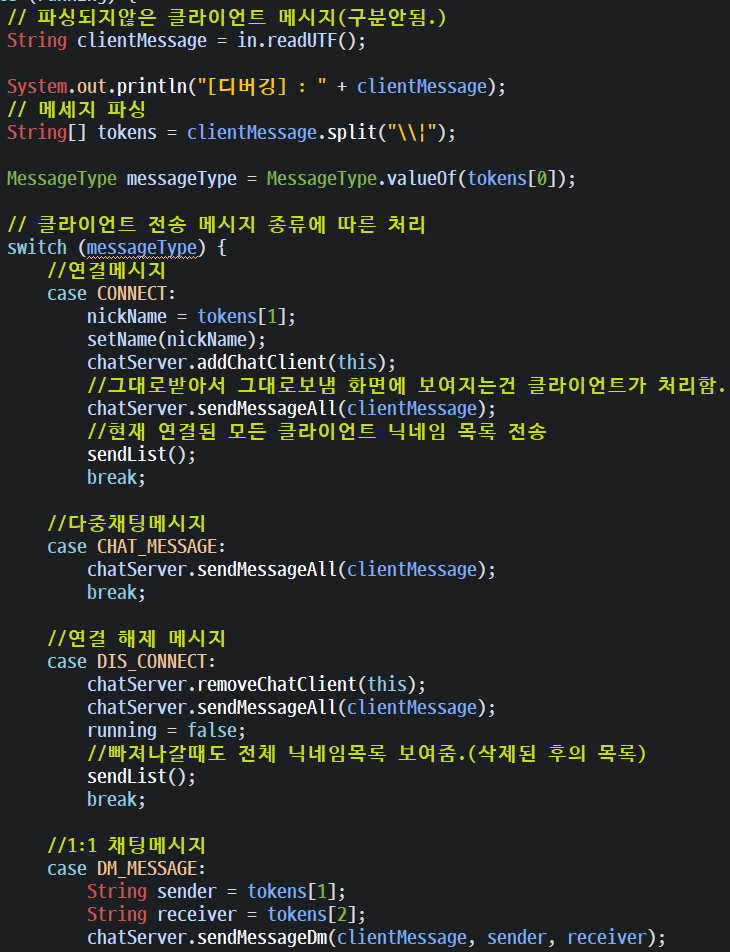 // 파싱되지않은 클라이언트 메시지(구분안됨.)
String clientMessage = in.readUTF();
System.out.println("[디버깅] : " + clientMessage);
// 메세지 파싱
String[] tokens = clientMessage.split("\\|");
MessageType messageType = MessageType.valueOf(tokens[0]);
// 클라이언트 전송 메시지 종류에 따른 처리
switch (messageType) {
//연결메시지
case CONNECT:
nickName = tokens[1];
setName(nickName);
chatServer.addChatClient(this);
//그대로받아서 그대로보냄 화면에 보여지는건 클라이언트가 처리함.
chatServer.sendMessageAll(clientMessage);
//현재 연결된 모든 클라이언트 닉네임 목록 전송
sendList();
break;
//다중채팅메시지
case CHAT_MESSAGE:
chatServer.sendMessageAll(clientMessage);
break;
//연결 해제 메시지
case DIS_CONNECT:
chatServer.removeChatClient(this);
chatServer.sendMessageAll(clientMessage);
running = false;
//빠져나갈때도 전체 닉네임목록 보여줌.(삭제된 후의 목록)
sendList();
break;
//1:1 채팅메시지
case DM_MESSAGE:
String sender = tokens[1];
String receiver = tokens[2];
chatServer.sendMessageDm(clientMessage, sender, receiver);